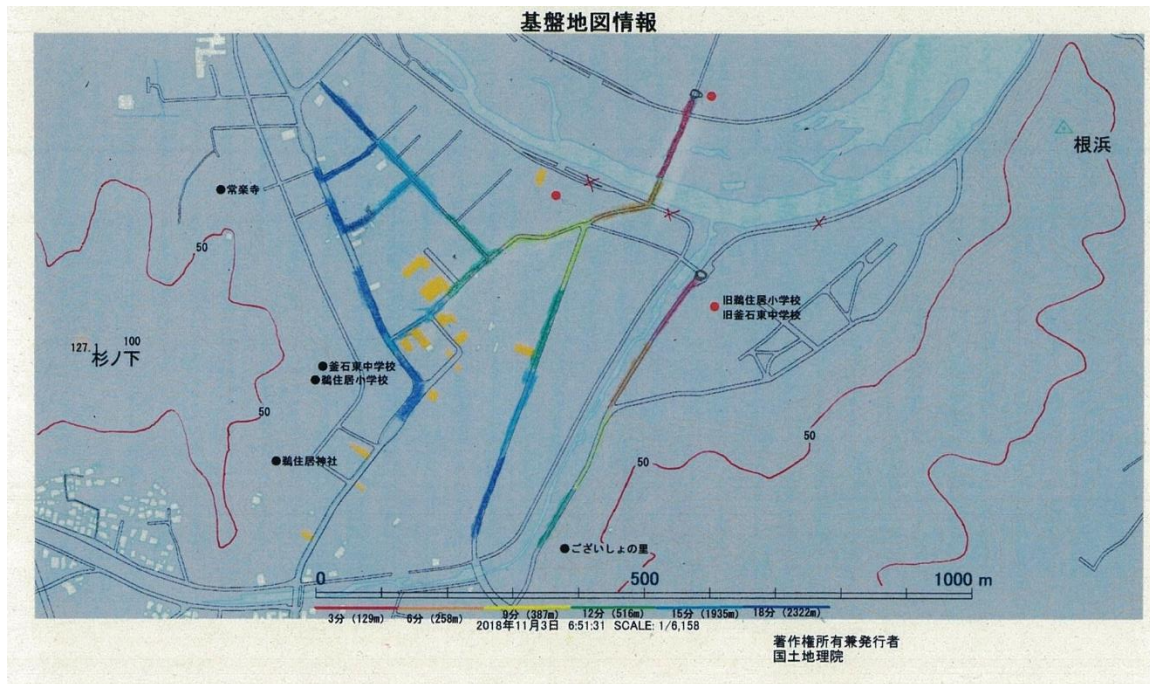 基盤地図情報
根浜
●常楽寺
50
旧鵜住居小学校
旧釜石東中学校
127.1
100
杉ノ下
●釜石東中学校
●鵜住居小学校
50
50
●鵜住居神社
50
●ございしょの里
0
500
1000 m
3分 (129m)
6分 (258m)
9分 (387m)
12分 (516m)
15分 (1935m)
18分 (2322m)
2018年11月3日 6:51:31 SCALE: 1/6,158
著作権所有兼発行者
国土地理院